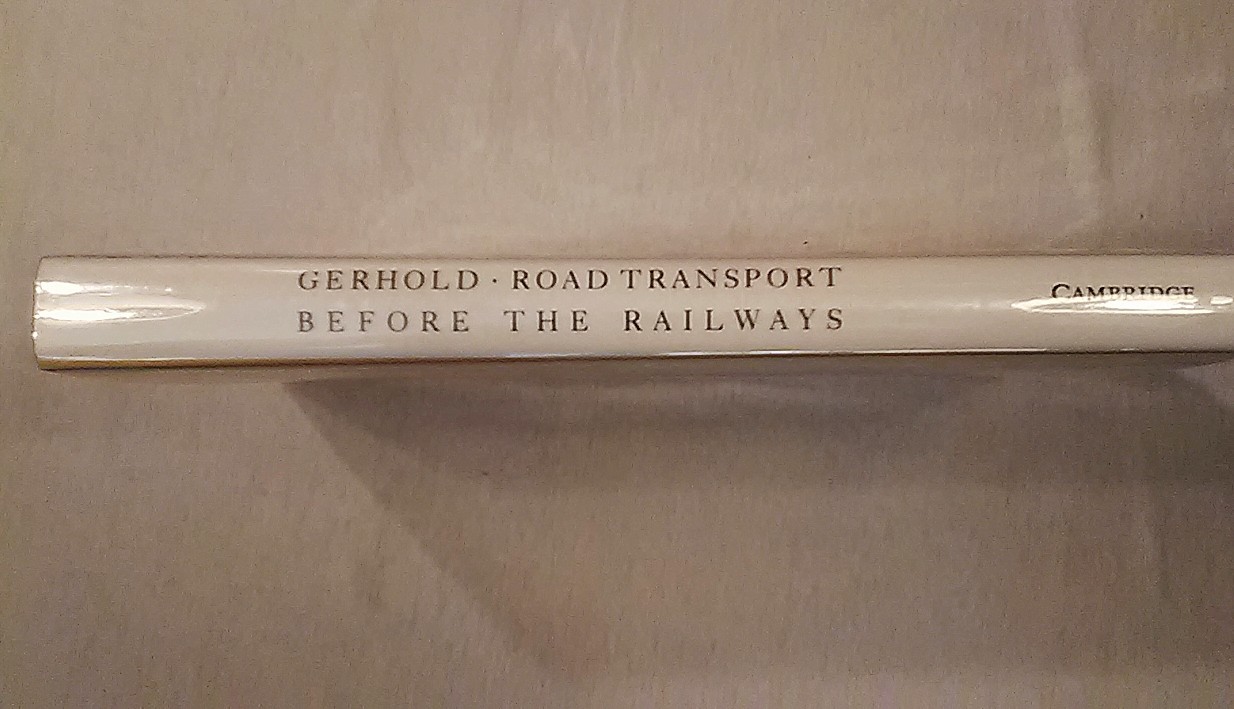 GERHOLD · ROAD TRANSPORT
BEFORE THE RAILWAYS
CAMBRIDGE